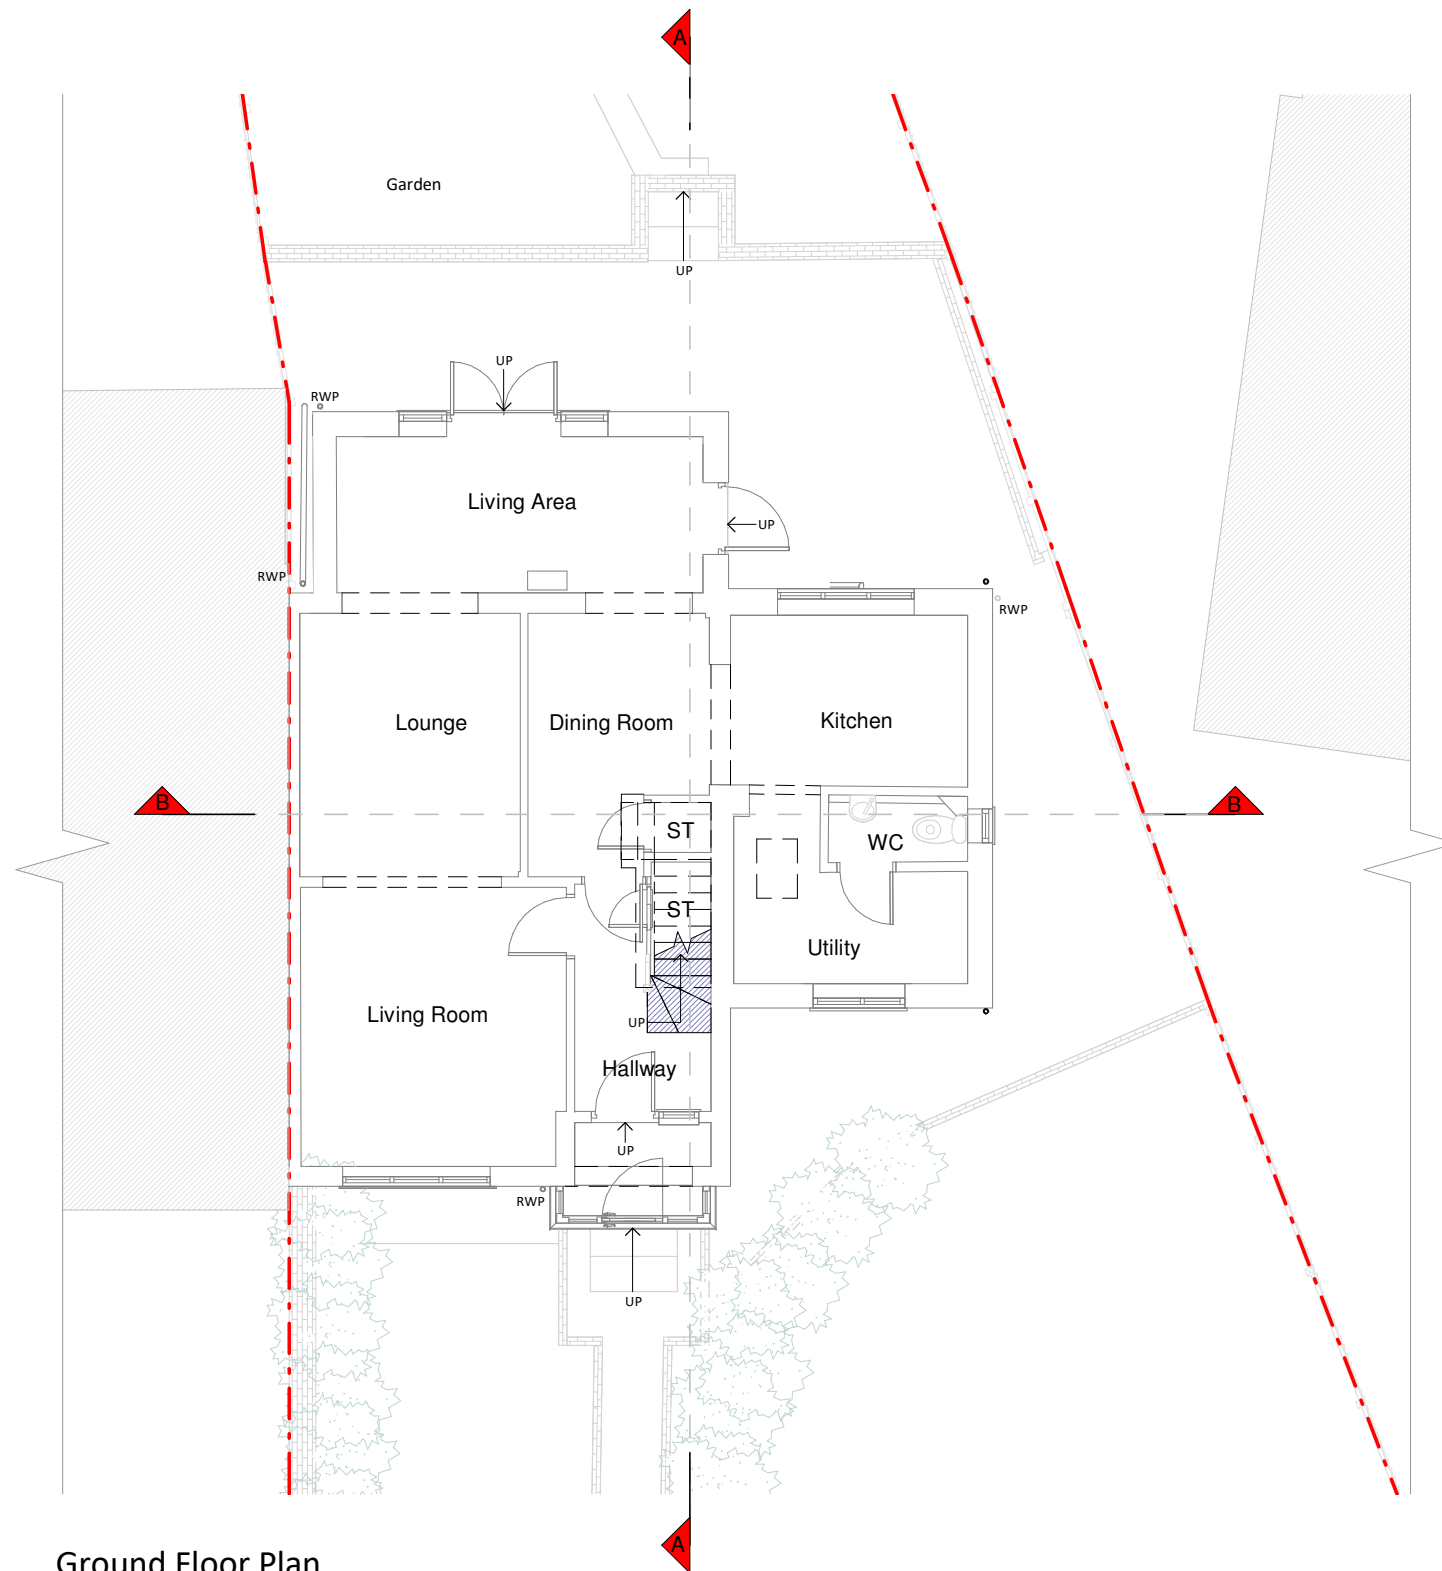 A
Garden
UP
UP
RWP
Living Area
UP
RWP
RWP
Lounge
Dining Room
Kitchen
B
B
ST
WC
ST
Utility
Living Room
UP
Hallway
UP
RWP
UP
A
Ground Floor Plan